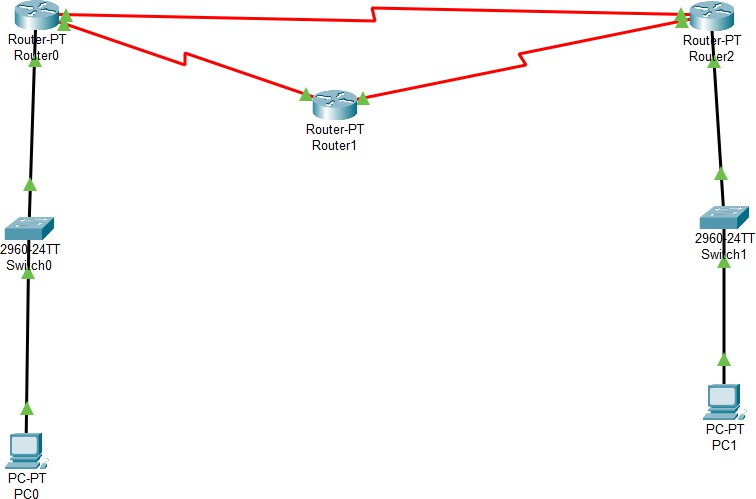 Router-PT
Router0
Router-PT
Router2
Router-PT
Router1
2960-24TT
Switch0
2960-24TT
Switch1
PC-PT
PC1
PC-PT
PC0